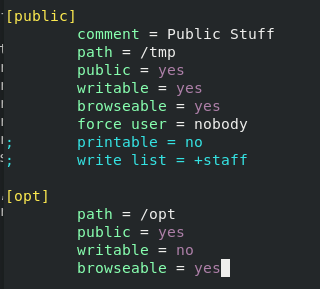 [public]
comment = Public Stuff
path = /tmp
public = yes
writable = yes
browseable = yes
force user = nobody
; printable = no
; write list = +staff
[opt]
path = /opt
public = yes
writable = no
browseable = yes